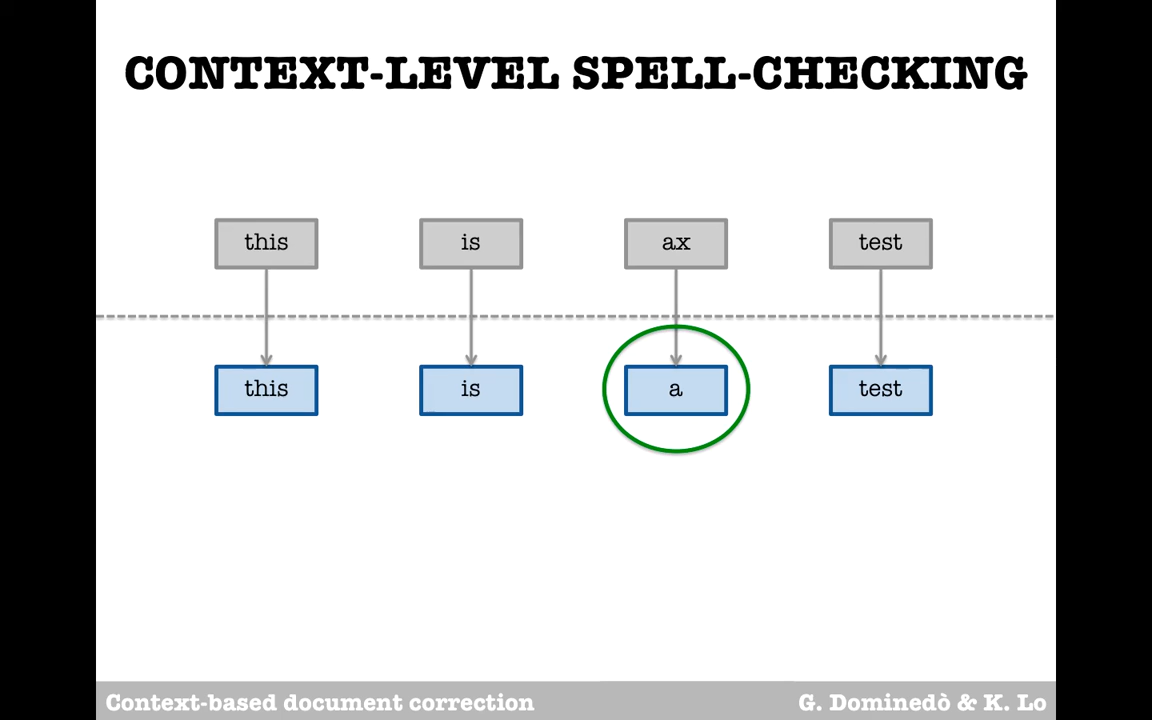 CONTEXT-LEVEL SPELL-CHECKING
this is ax test
this is a test
Context-based document correction G. Dominedò & K. Lo